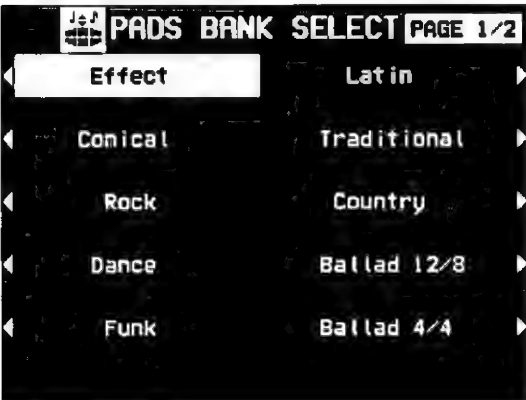 PADS BANK SELECT PAGE 1/2
Effect Latin
Comical Traditional
Rock Country
Dance Ballad 12/8
Funk Ballad 4/4